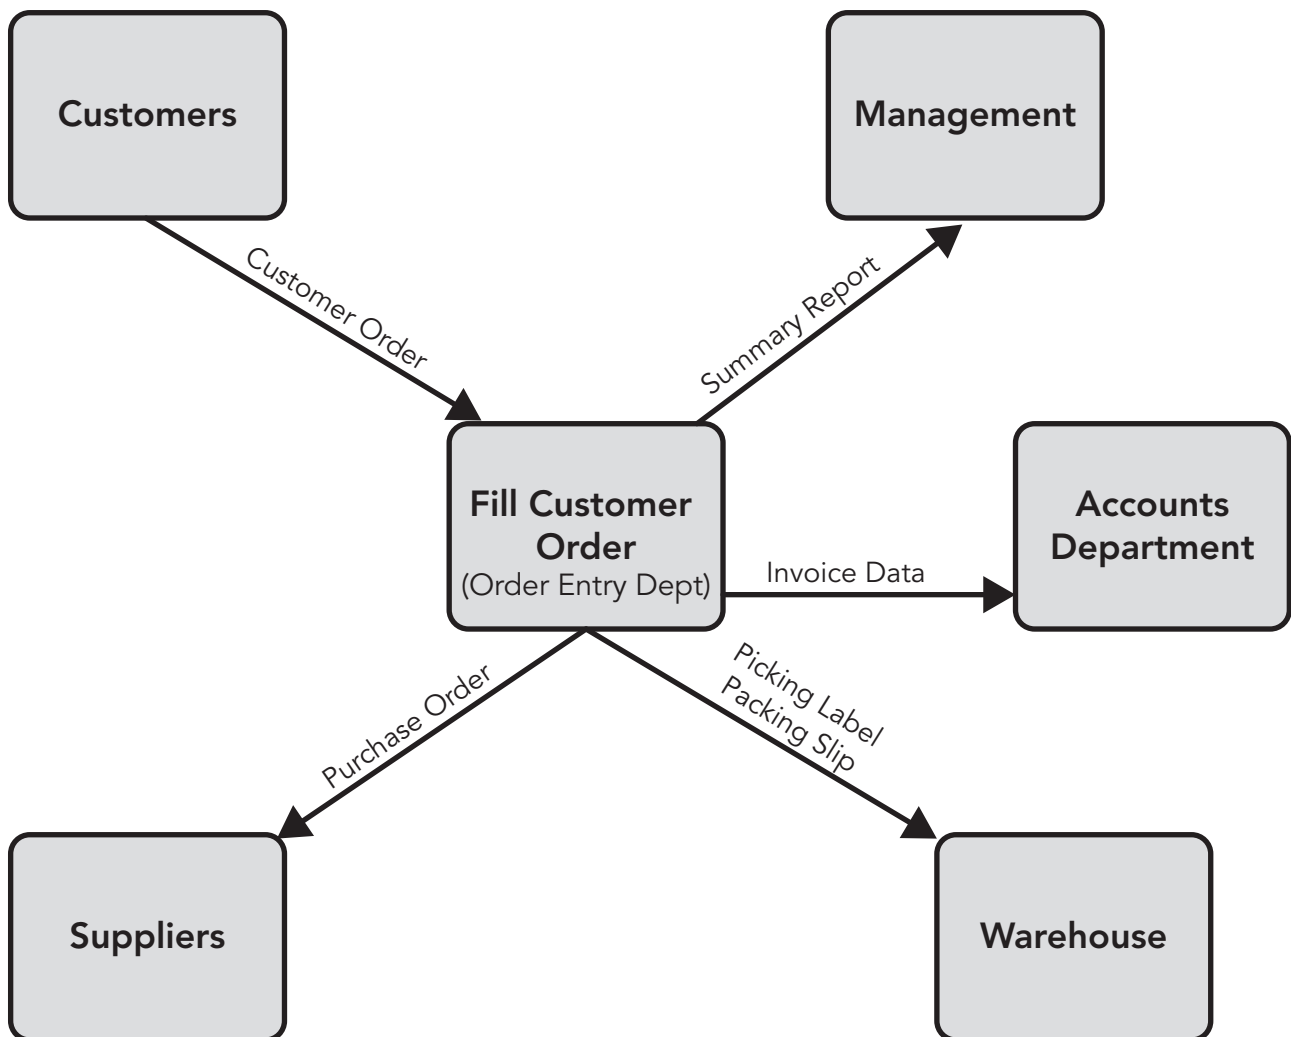 Customers
Management
Customer Order
Summary Report
Fill Customer
Order
(Order Entry Dept)
Accounts
Department
Invoice Data
Purchase Order
Picking Label
Packing Slip
Suppliers
Warehouse